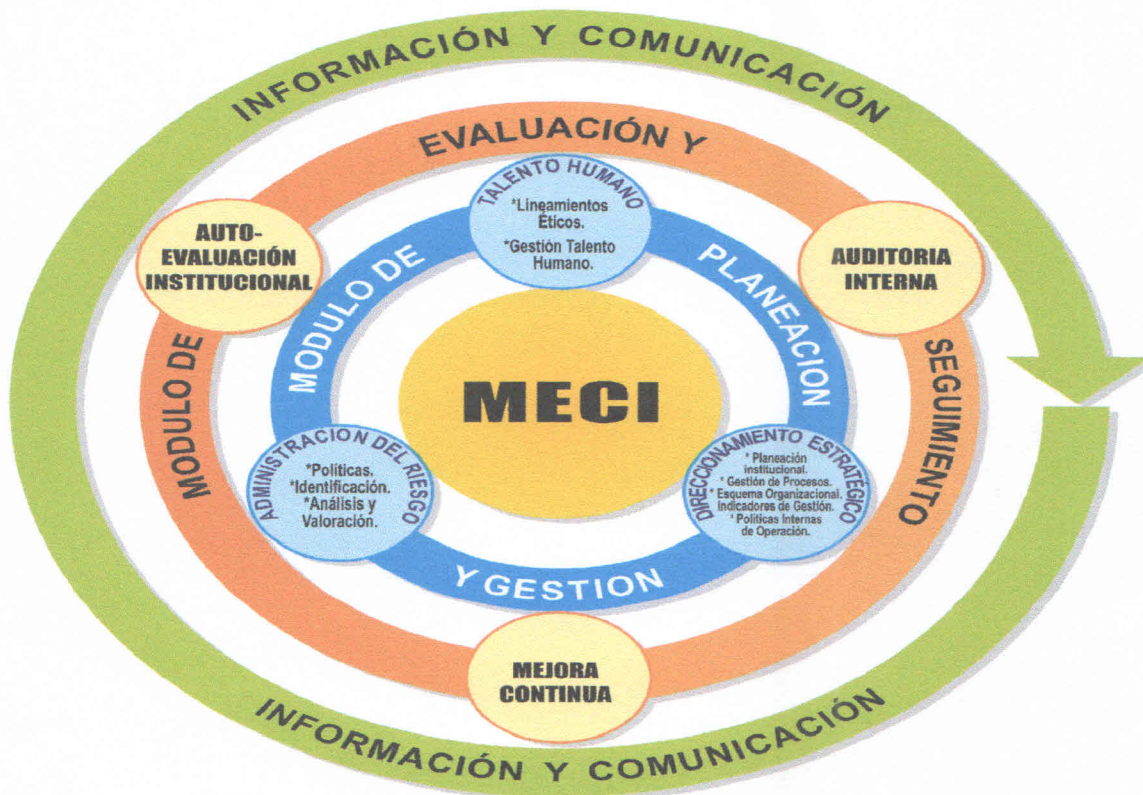 INFORMACIÓN Y COMUNICACIÓN
MODULO DE EVALUACIÓN Y SEGUIMIENTO
AUTO-
EVALUACIÓN
INSTITUCIONAL
AUDITORIA
INTERNA
MEJORA
CONTINUA
MODULO DE PLANEACION Y GESTION
TALENTO HUMANO
*Lineamientos
Éticos.
*Gestión Talento
Humano.
DIRECCIONAMIENTO ESTRATEGICO
* Planeación
institucional.
* Gestión de Procesos.
* Esquema Organizacional.
Indicadores de Gestión.
* Políticas Internas
de Operación.
ADMINISTRACION DEL RIESGO
*Políticas.
*Identificación.
*Análisis y
Valoración.
MECI
INFORMACIÓN Y COMUNICACIÓN